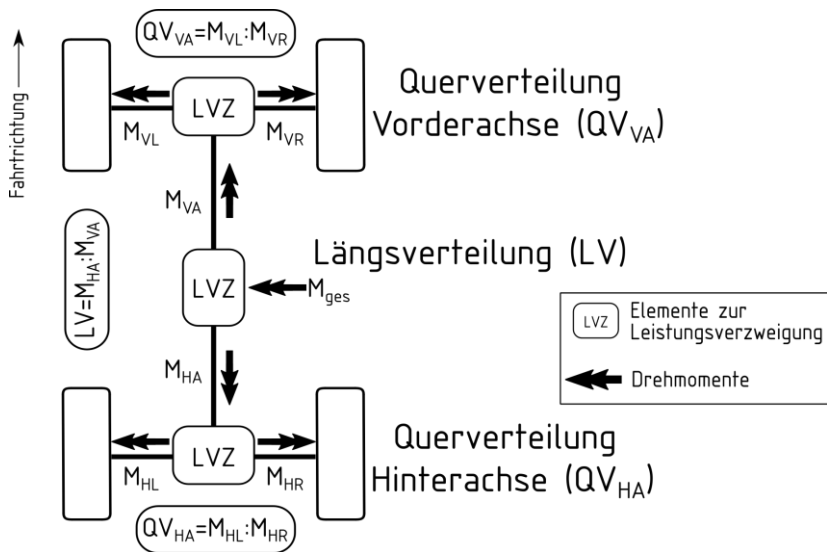 Fahrtrichtung
QV_VA=M_VL:M_VR
LVZ
M_VL
M_VR
Querverteilung
Vorderachse (QV_VA)
M_VA
LV=M_HA:M_VA
LVZ
M_ges
Längsverteilung (LV)
M_HA
LVZ
Elemente zur
Leistungsverzweigung
Drehmomente
LVZ
M_HL
M_HR
Querverteilung
Hinterachse (QV_HA)
QV_HA=M_HL:M_HR